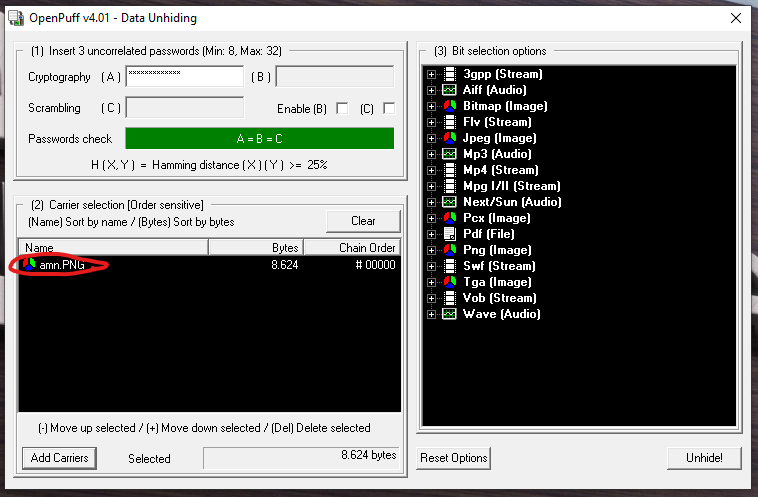 OpenPuff v4.01 - Data Unhiding
(1) Insert 3 uncorrelated passwords (Min: 8, Max: 32)
Cryptography (A) ************* (B)
Scrambling (C) Enable (B) (C)
Passwords check A = B = C
H ( X, Y ) = Hamming distance ( X ) ( Y ) >= 25%
(2) Carrier selection [Order sensitive]
(Name) Sort by name / (Bytes) Sort by bytes
Clear
Name Bytes Chain Order
amn.PNG 8.624 # 00000
(-) Move up selected / (+) Move down selected / (Del) Delete selected
Add Carriers Selected 8.624 bytes
(3) Bit selection options
3gpp (Stream)
Aiff (Audio)
Bitmap (Image)
Flv (Stream)
Jpeg (Image)
Mp3 (Audio)
Mp4 (Stream)
Mpg I/II (Stream)
Next/Sun (Audio)
Pcx (Image)
Pdf (File)
Png (Image)
Swf (Stream)
Tga (Image)
Vob (Stream)
Wave (Audio)
Reset Options Unhide!